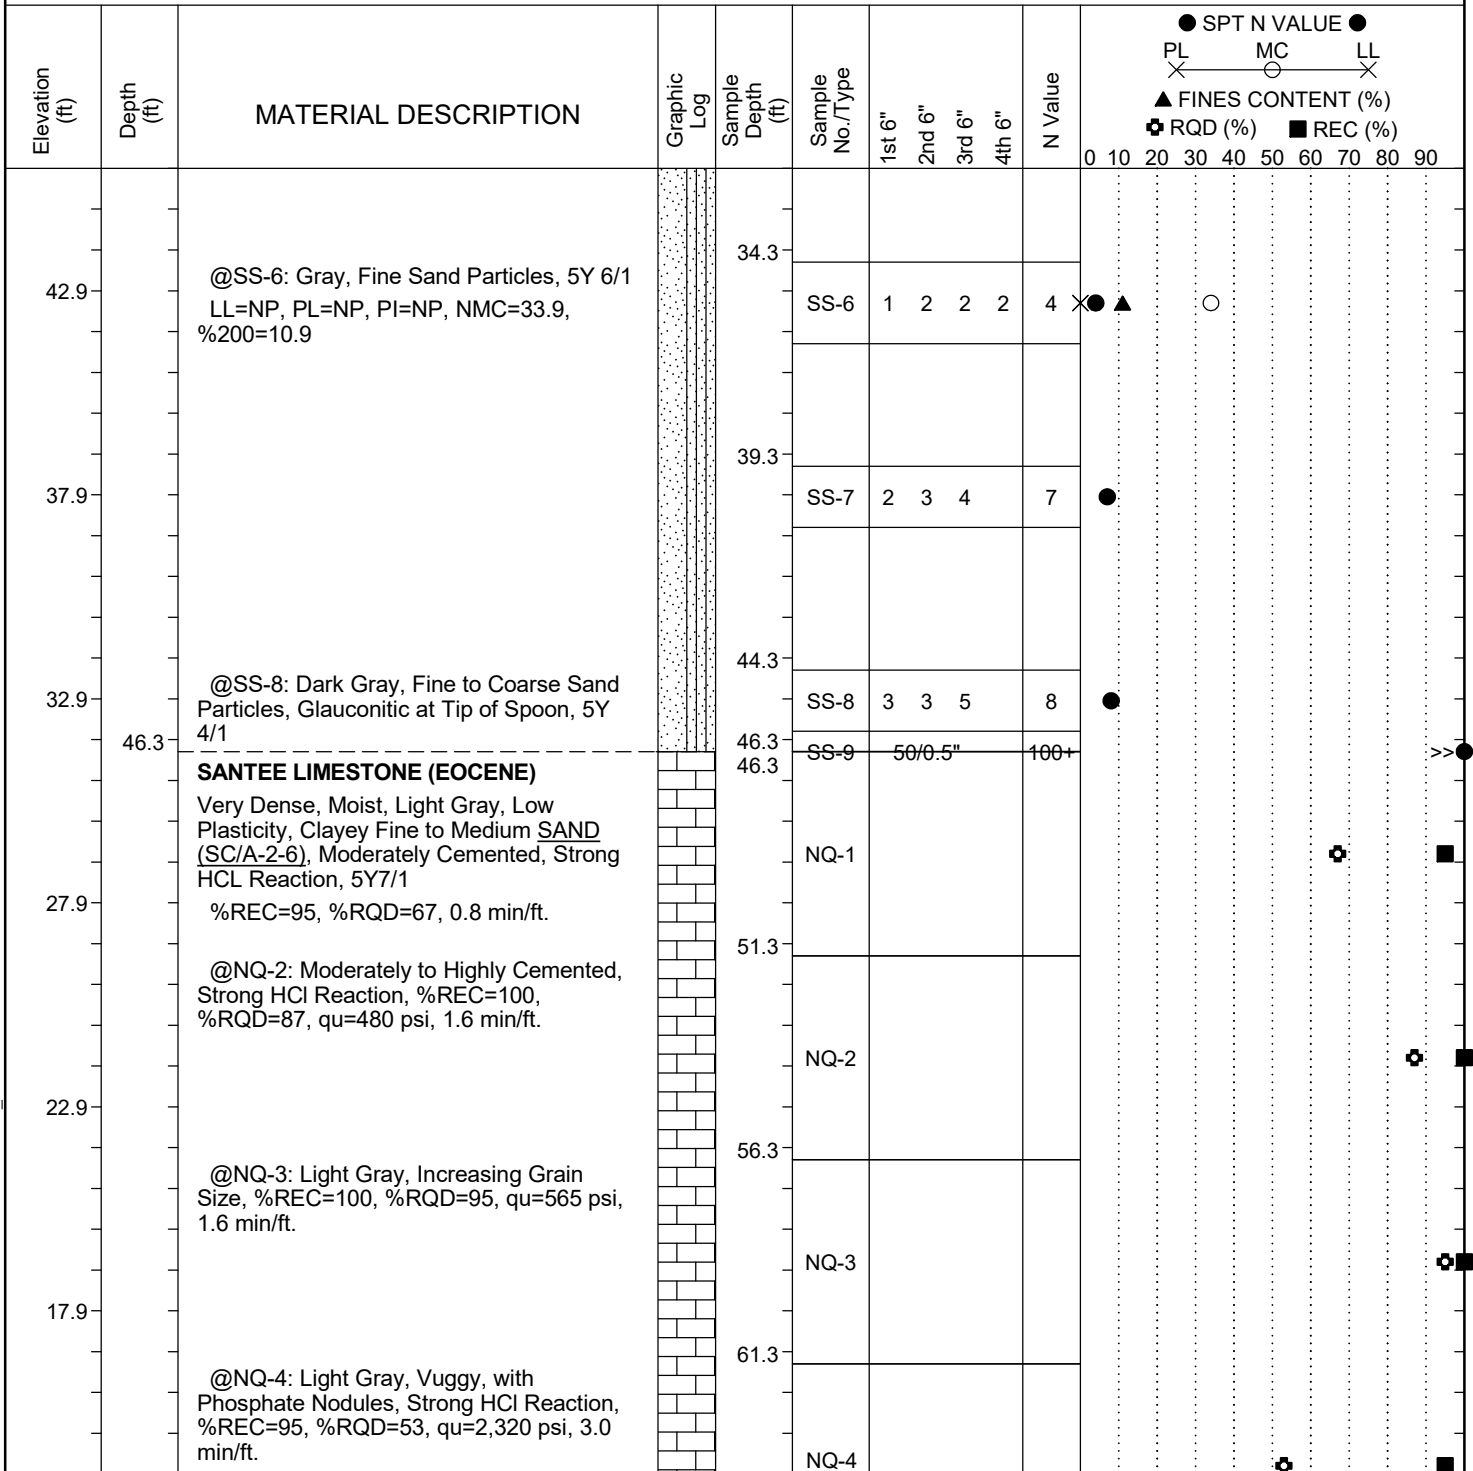 Elevation (ft)
Depth (ft)
MATERIAL DESCRIPTION
Graphic Log
Sample Depth (ft)
Sample No./Type
1st 6"
2nd 6"
3rd 6"
4th 6"
N Value
SPT N VALUE
PL MC LL
FINES CONTENT (%)
RQD (%) REC (%)
0 10 20 30 40 50 60 70 80 90
34.3
@SS-6: Gray, Fine Sand Particles, 5Y 6/1
LL=NP, PL=NP, PI=NP, NMC=33.9,
%200=10.9
42.9
SS-6 1 2 2 2 4
39.3
37.9
SS-7 2 3 4 7
44.3
@SS-8: Dark Gray, Fine to Coarse Sand
Particles, Glauconitic at Tip of Spoon, 5Y
4/1
32.9
SS-8 3 3 5 8
46.3
46.3
SS-9 50/0.5" 100+ >>
46.3
SANTEE LIMESTONE (EOCENE)
Very Dense, Moist, Light Gray, Low
Plasticity, Clayey Fine to Medium SAND
(SC/A-2-6), Moderately Cemented, Strong
HCL Reaction, 5Y7/1
%REC=95, %RQD=67, 0.8 min/ft.
NQ-1
27.9
51.3
@NQ-2: Moderately to Highly Cemented,
Strong HCl Reaction, %REC=100,
%RQD=87, qu=480 psi, 1.6 min/ft.
NQ-2
22.9
56.3
@NQ-3: Light Gray, Increasing Grain
Size, %REC=100, %RQD=95, qu=565 psi,
1.6 min/ft.
NQ-3
17.9
61.3
@NQ-4: Light Gray, Vuggy, with
Phosphate Nodules, Strong HCl Reaction,
%REC=95, %RQD=53, qu=2,320 psi, 3.0
min/ft.
NQ-4